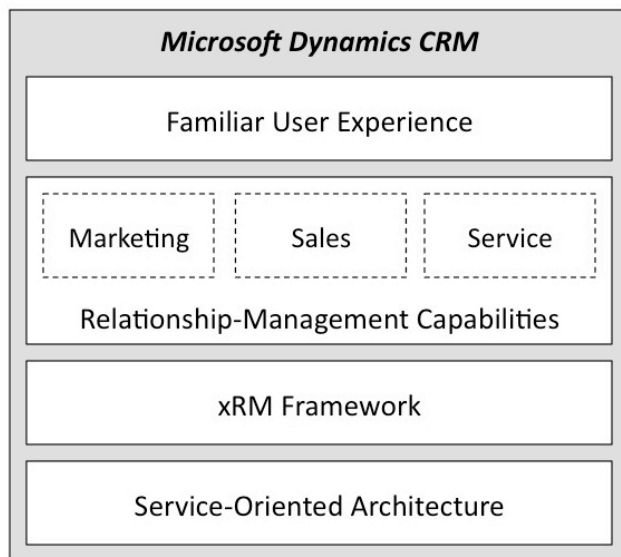 Microsoft Dynamics CRM
Familiar User Experience
Marketing
Sales
Service
Relationship-Management Capabilities
xRM Framework
Service-Oriented Architecture